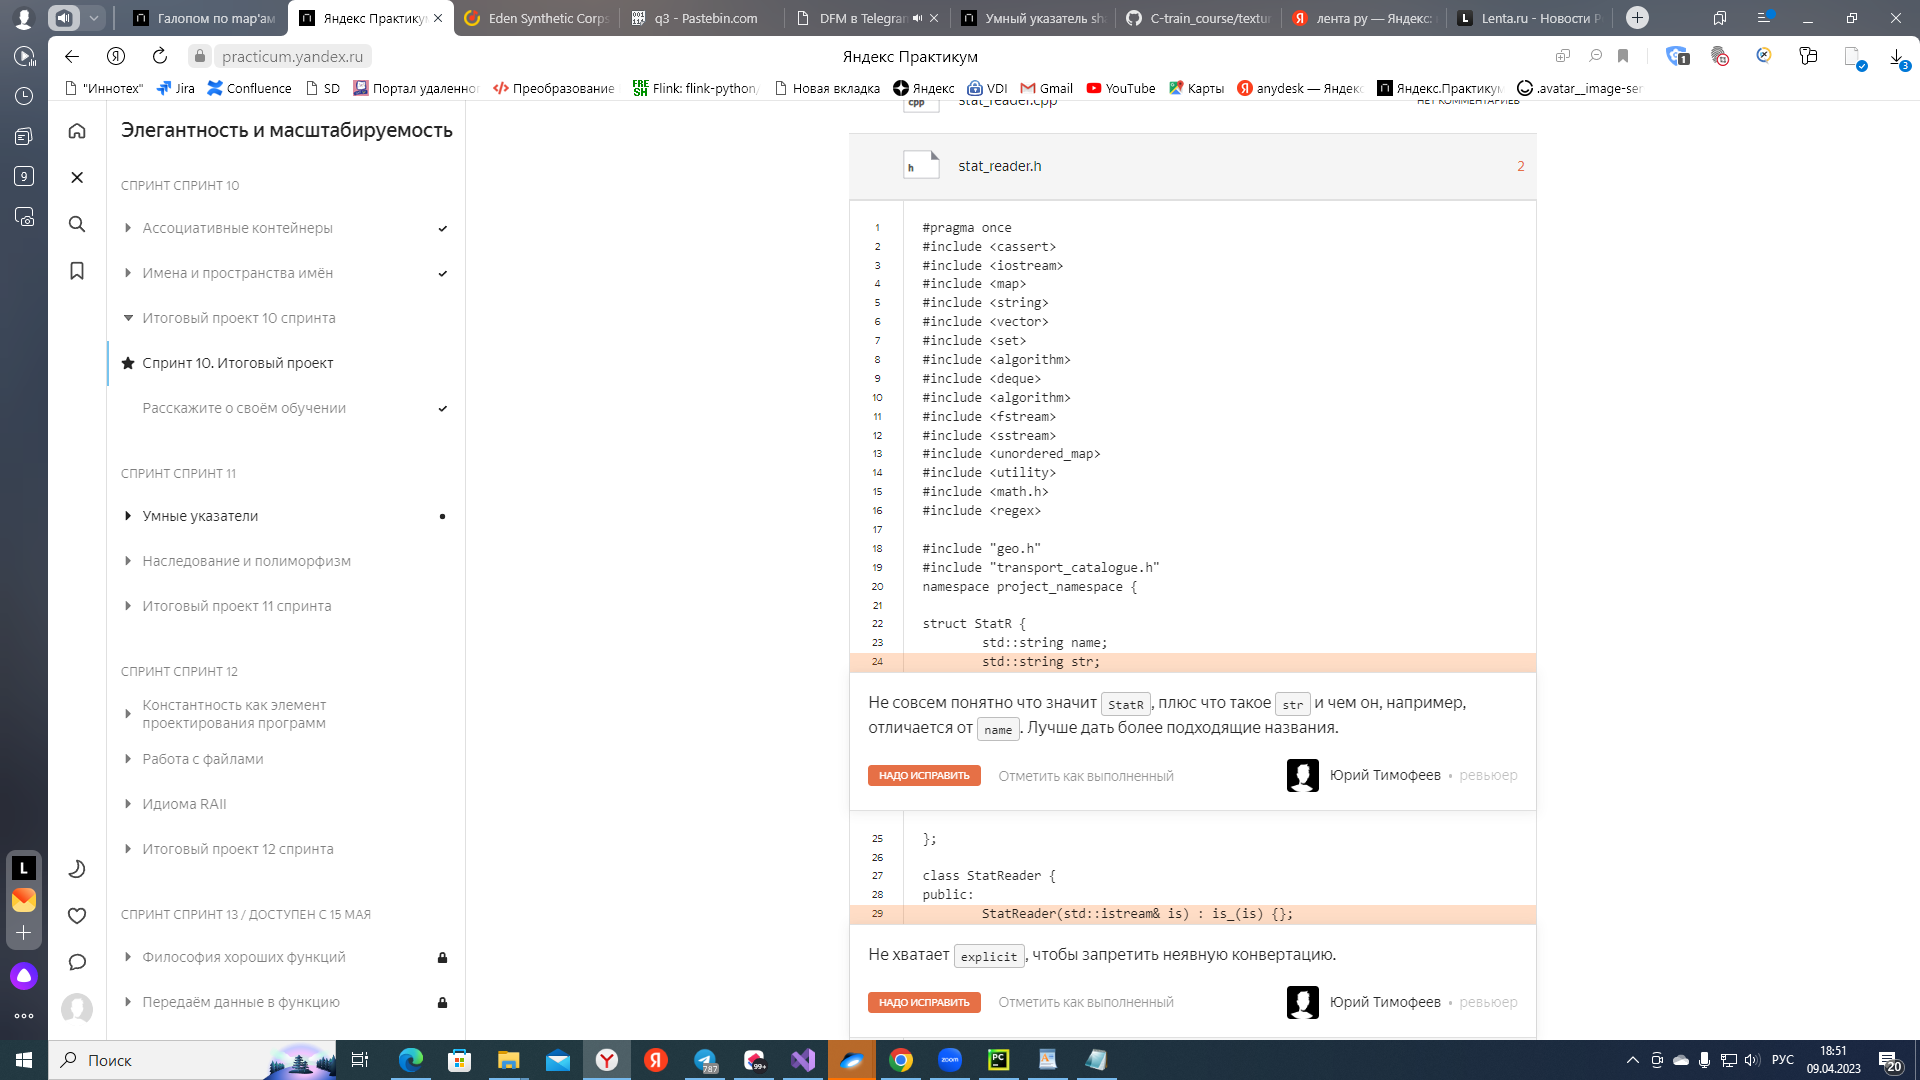 Галопом по map'ам
Яндекс Практику
Eden Synthetic Corps
q3 - Pastebin.com
DFM в Telegram
Умный указатель sh
C-train_course/textur
лента ру — Яндекс:
Lenta.ru - Новости Р
practicum.yandex.ru
Яндекс Практикум
1
3
"Иннотех"
Jira
Confluence
SD
Портал удаленног
Преобразование
Flink: flink-python/
Новая вкладка
Яндекс
VDI
Gmail
YouTube
Карты
anydesk — Яндекс
Яндекс.Практикум
.avatar__image-ser
9
Элегантность и масштабируемость
СПРИНТ СПРИНТ 10
Ассоциативные контейнеры
Имена и пространства имён
Итоговый проект 10 спринта
Спринт 10. Итоговый проект
Расскажите о своём обучении
СПРИНТ СПРИНТ 11
Умные указатели
Наследование и полиморфизм
Итоговый проект 11 спринта
СПРИНТ СПРИНТ 12
Константность как элемент
проектирования программ
Работа с файлами
Идиома RAII
Итоговый проект 12 спринта
СПРИНТ СПРИНТ 13 / ДОСТУПЕН С 15 МАЯ
Философия хороших функций
Передаём данные в функцию
cpp stat_reader.cpp НЕТ КОММЕНТАРИЕВ
h stat_reader.h 2
1 #pragma once
2 #include <cassert>
3 #include <iostream>
4 #include <map>
5 #include <string>
6 #include <vector>
7 #include <set>
8 #include <algorithm>
9 #include <deque>
10 #include <algorithm>
11 #include <fstream>
12 #include <sstream>
13 #include <unordered_map>
14 #include <utility>
15 #include <math.h>
16 #include <regex>
17
18 #include "geo.h"
19 #include "transport_catalogue.h"
20 namespace project_namespace {
21
22 struct StatR {
23 std::string name;
24 std::string str;
Не совсем понятно что значит StatR, плюс что такое str и чем он, например,
отличается от name. Лучше дать более подходящие названия.
НАДО ИСПРАВИТЬ Отметить как выполненный Юрий Тимофеев • ревьюер
25 };
26
27 class StatReader {
28 public:
29 StatReader(std::istream& is) : is_(is) {};
Не хватает explicit, чтобы запретить неявную конвертацию.
НАДО ИСПРАВИТЬ Отметить как выполненный Юрий Тимофеев • ревьюер
L
Поиск
787
99+
zoom
PC
РУС
18:51
09.04.2023
20